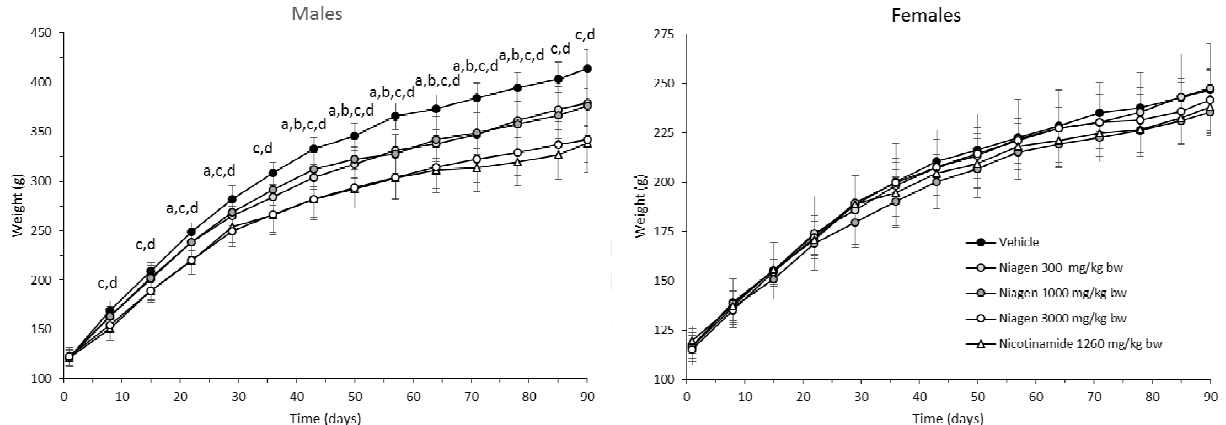 Males
450
400
350
300
250
200
150
100
Weight (g)
c,d
c,d
a,c,d
a,c,d
c,d
a,b,c,d
a,b,c,d
a,b,c,d
a,b,c,d
a,b,c,d
a,b,c,d
c,d
c,d
0 10 20 30 40 50 60 70 80 90
Time (days)
Females
275
250
225
200
175
150
125
100
Weight (g)
Vehicle
Niagen 300 mg/kg bw
Niagen 1000 mg/kg bw
Niagen 3000 mg/kg bw
Nicotinamide 1260 mg/kg bw
0 10 20 30 40 50 60 70 80 90
Time (days)